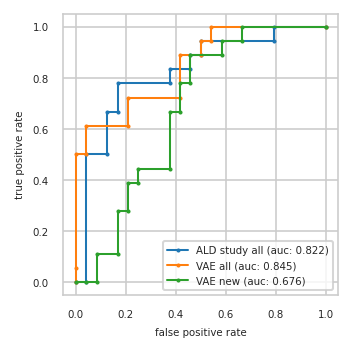 1.0
0.8
0.6
0.4
0.2
0.0
true positive rate
ALD study all (auc: 0.822)
VAE all (auc: 0.845)
VAE new (auc: 0.676)
0.0 0.2 0.4 0.6 0.8 1.0
false positive rate